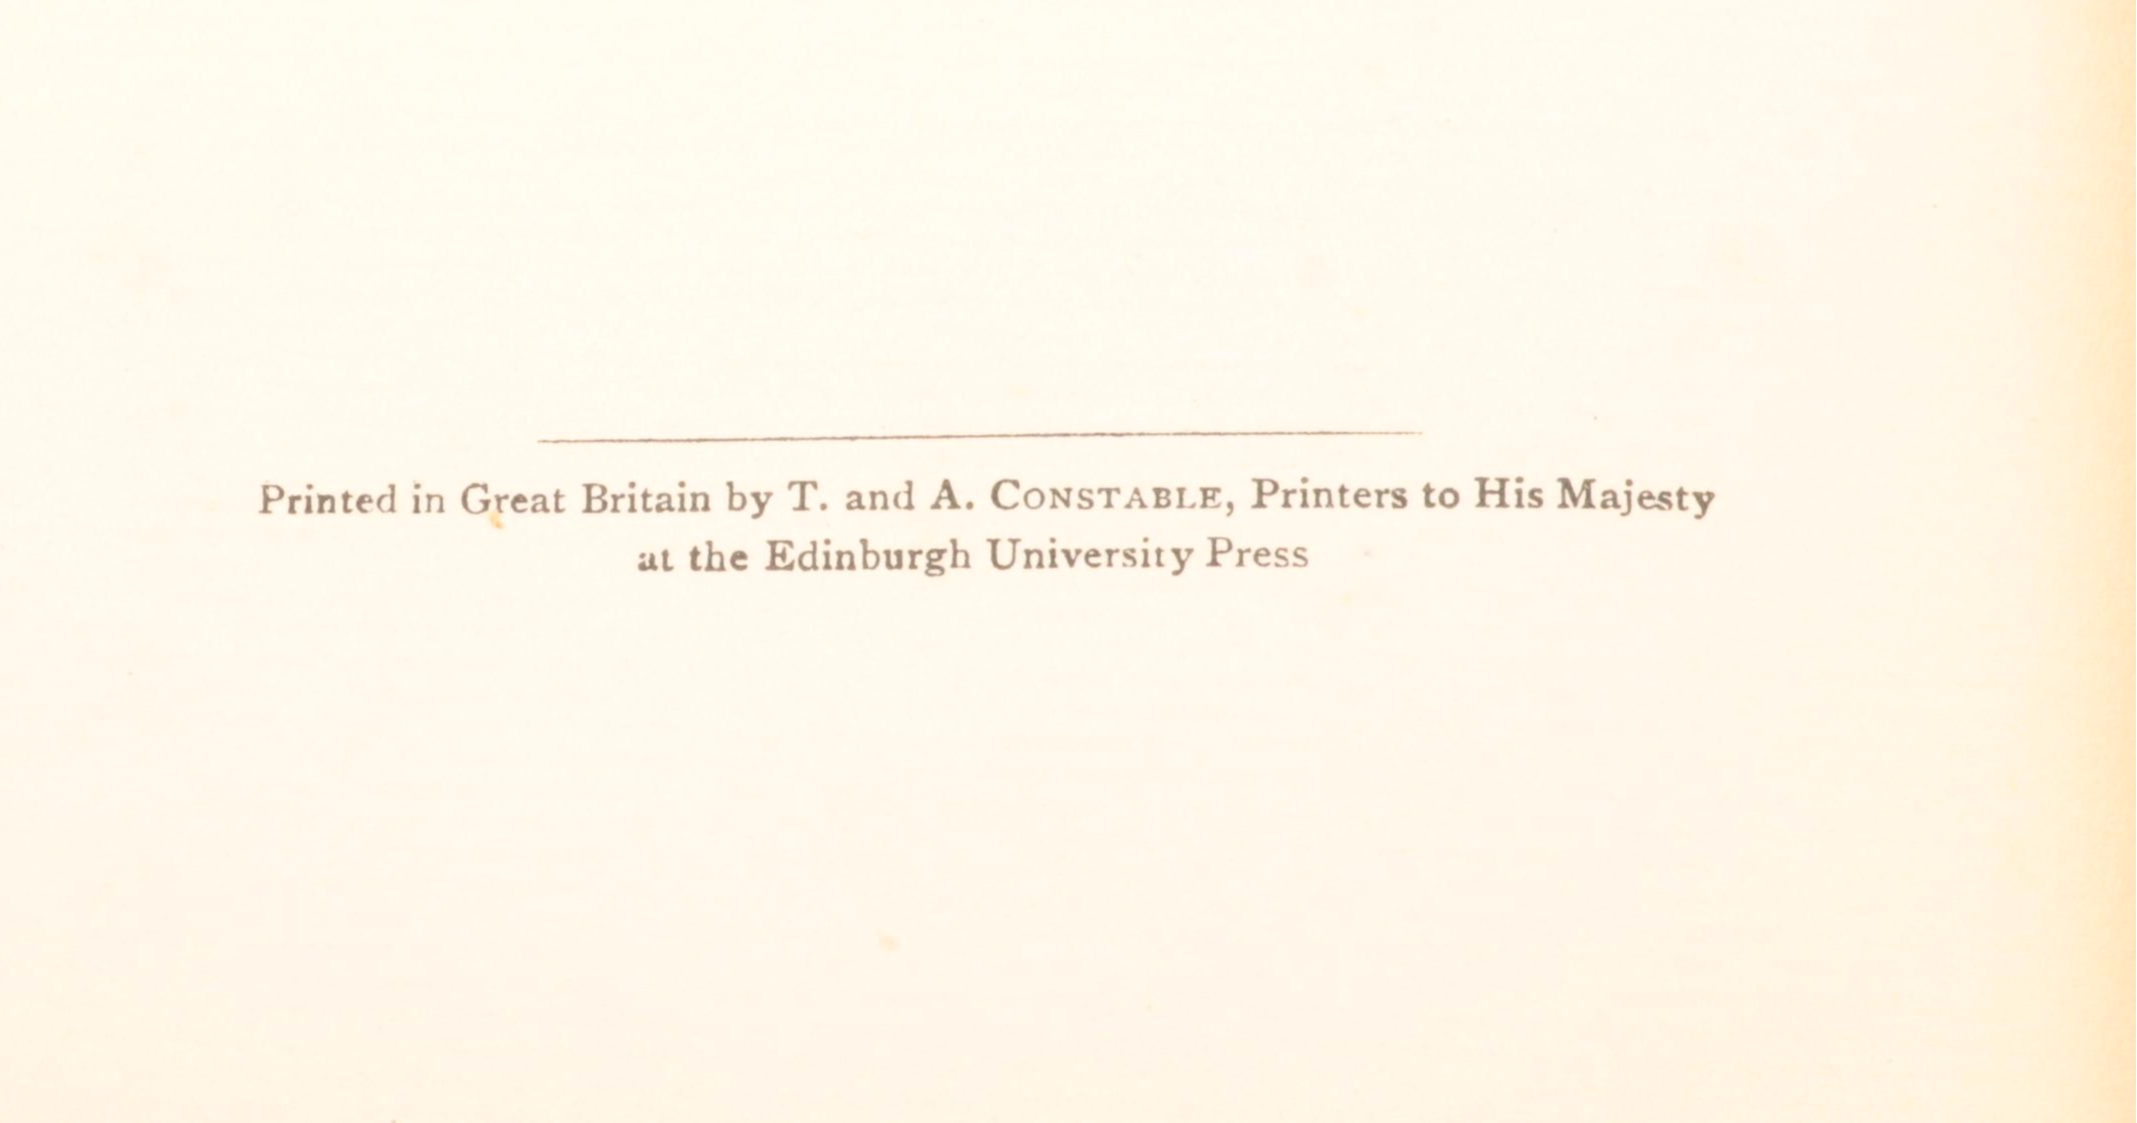 Printed in Great Britain by T. and A. CONSTABLE, Printers to His Majesty
at the Edinburgh University Press